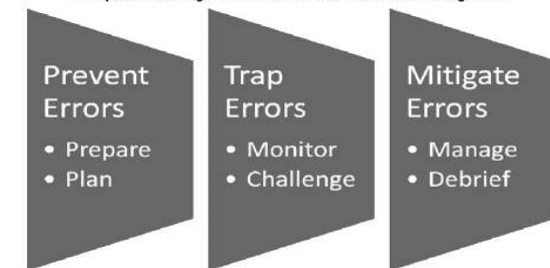 Prevent
Errors
• Prepare
• Plan
Trap
Errors
• Monitor
• Challenge
Mitigate
Errors
• Manage
• Debrief